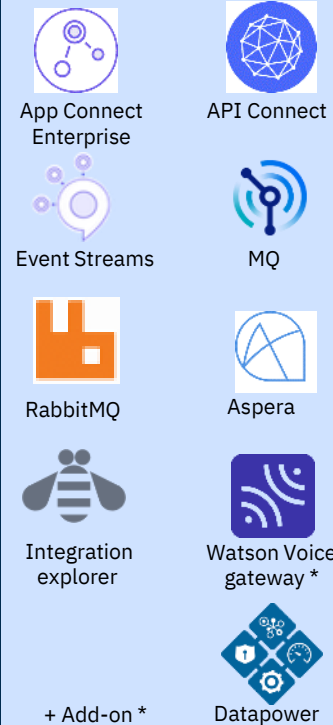 App Connect
Enterprise
API Connect
Event Streams
MQ
RabbitMQ
Aspera
Integration
explorer
Watson Voice
gateway *
+ Add-on *
Datapower